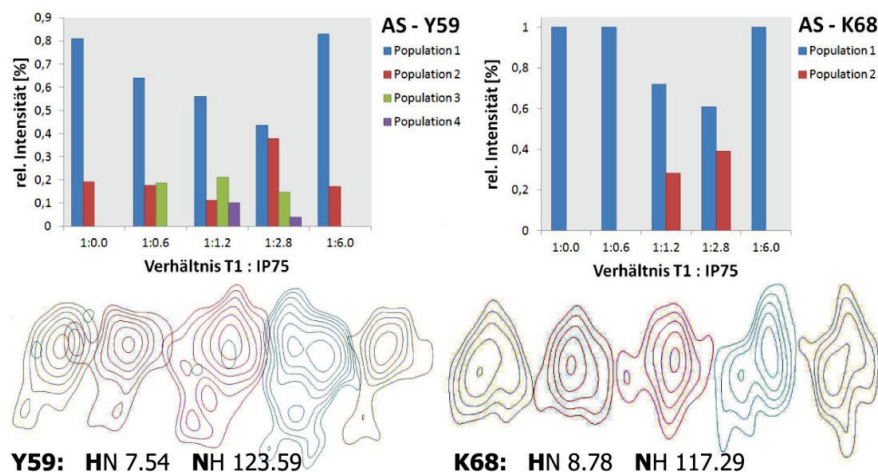 AS - Y59
rel. Intensität [%]
0,9
0,8
0,7
0,6
0,5
0,4
0,3
0,2
0,1
0
1:0.0 1:0.6 1:1.2 1:2.8 1:6.0
Verhältnis T1 : IP75
Population 1
Population 2
Population 3
Population 4
AS - K68
rel. Intensität [%]
1
0,8
0,6
0,4
0,2
0
1:0.0 1:0.6 1:1.2 1:2.8 1:6.0
Verhältnis T1 : IP75
Population 1
Population 2
Y59: HN 7.54 NH 123.59
K68: HN 8.78 NH 117.29